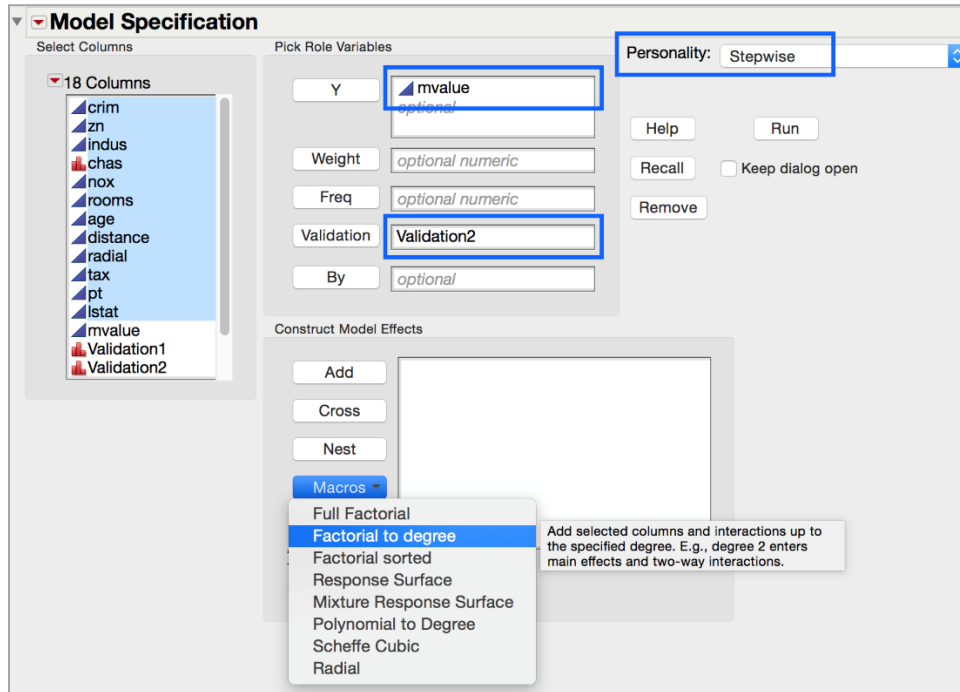 Model Specification
Select Columns
18 Columns
crim
zn
indus
chas
nox
rooms
age
distance
radial
tax
pt
lstat
mvalue
Validation1
Validation2
Pick Role Variables
Y
mvalue
optional
Weight
optional numeric
Freq
optional numeric
Validation
Validation2
By
optional
Personality:
Stepwise
Help
Run
Recall
Keep dialog open
Remove
Construct Model Effects
Add
Cross
Nest
Macros
Full Factorial
Factorial to degree
Factorial sorted
Response Surface
Mixture Response Surface
Polynomial to Degree
Scheffe Cubic
Radial
Add selected columns and interactions up to
the specified degree. E.g., degree 2 enters
main effects and two-way interactions.